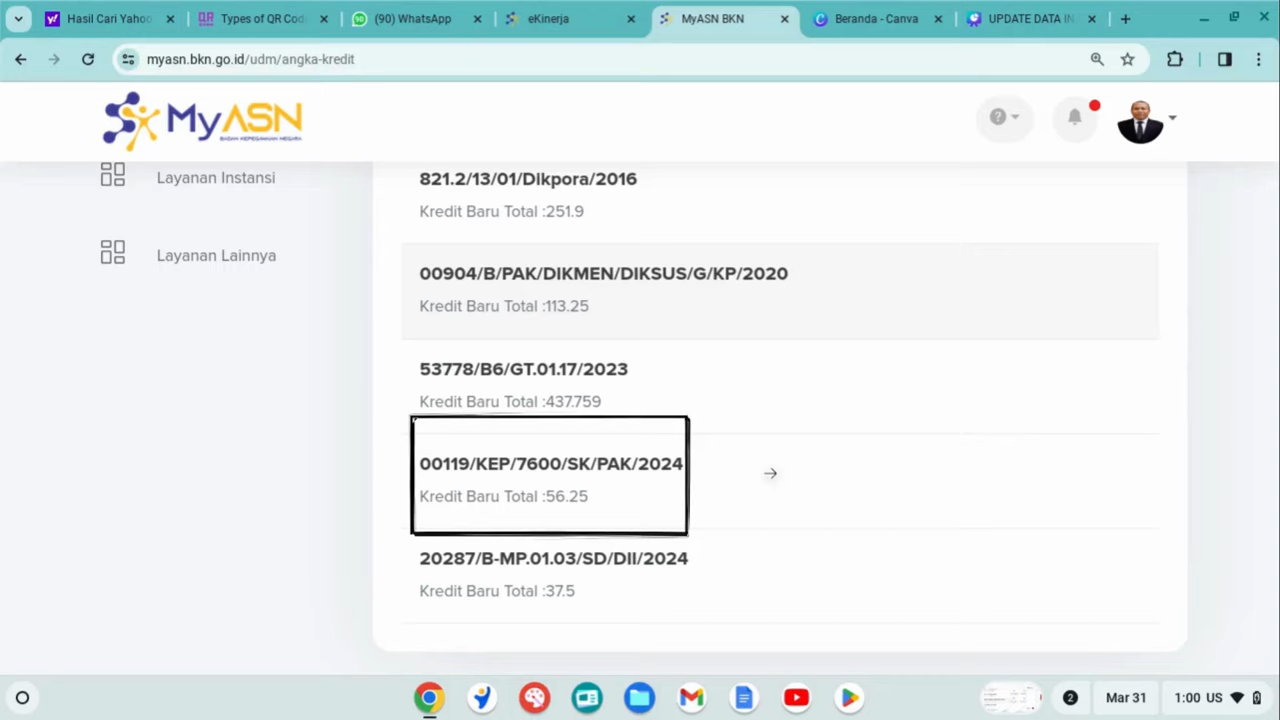 Hasil Cari Yahoo
Types of QR Cod
(90) WhatsApp
eKinerja
MyASN BKN
Beranda - Canva
UPDATE DATA IN
myasn.bkn.go.id/udm/angka-kredit
MyASN
BADAN KEPEGAWAIAN NEGARA
Layanan Instansi
Layanan Lainnya
821.2/13/01/Dikpora/2016
Kredit Baru Total :251.9
00904/B/PAK/DIKMEN/DIKSUS/G/KP/2020
Kredit Baru Total :113.25
53778/B6/GT.01.17/2023
Kredit Baru Total :437.759
00119/KEP/7600/SK/PAK/2024
Kredit Baru Total :56.25
20287/B-MP.01.03/SD/DII/2024
Kredit Baru Total :37.5
2
Mar 31
1:00 US